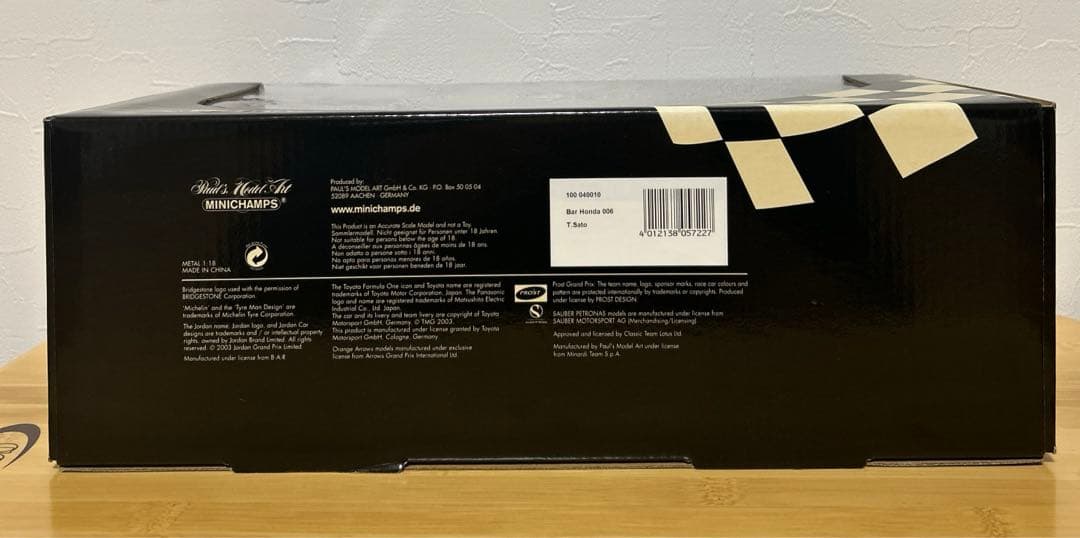 Paul's Model Art
MINICHAMPS®
METAL 1:18
MADE IN CHINA
Produced by:
PAUL'S MODEL ART GmbH & Co. KG · P.O. Box 50 05 04
52089 AACHEN · GERMANY
www.minichamps.de
This Product is an Accurate Scale Model and not a Toy
Sammlermodell. Nicht geeignet für Personen unter 18 Jahren.
Not suitable for persons below the age of 18.
A déconseiller aux personnes âgées de moins de 18 ans.
Non adatto a persone sotto i 18 anni.
No apto para personas menores de 18 años.
Niet geschikt voor personen beneden de 18 jaar.
100 040010
Bar Honda 006
T.Sato
4 012138 057227
Bridgestone logo used with the permission of
BRIDGESTONE Corporation.
'Michelin' and the 'Tyre Man Design' are
trademarks of Michelin Tyre Corporation.
The Jordan name, Jordan logo, and Jordan Car
designs are trademarks and / or intellectual property
rights, owned by Jordan Brand Limited. All rights
reserved. © 2003 Jordan Grand Prix Limited.
Manufactured under license from B·A·R
The Toyota Formula One icon and Toyota name are registered
trademarks of Toyota Motor Corporation, Japan. The Panasonic
logo and name are registered trademarks of Matsushita Electric
Industrial Co., Ltd. Japan.
The car and its livery and team livery are copyright of Toyota
Motorsport GmbH, Germany, © TMG 2003.
This product is manufactured under license granted by Toyota
Motorsport GmbH, Cologne, Germany.
Orange Arrows models manufactured under exclusive
license from Arrows Grand Prix International Ltd.
PROST
Prost Grand Prix: The team name, logo, sponsor marks, race car colours and
pattern are protected internationally by trademarks or copyrights. Produced
under license by PROST DESIGN.
SAUBER PETRONAS models are manufactured under license from
SAUBER MOTORSPORT AG (Merchandising/Licensing)
Approved and licensed by Classic Team Lotus Ltd.
Manufactured by Paul's Model Art under license
from Minardi Team S.p.A.